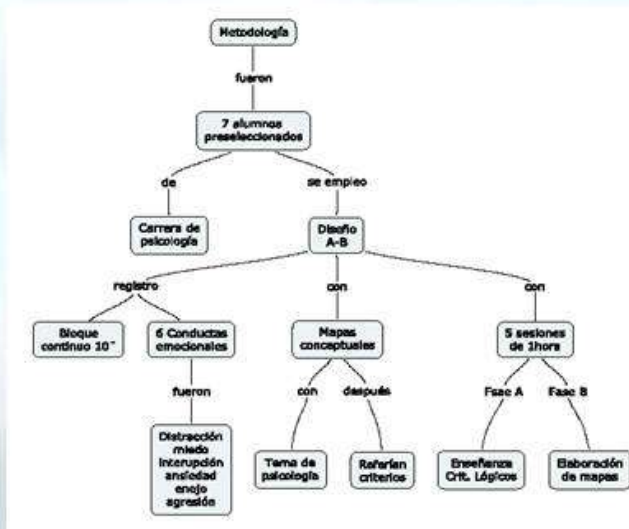 Metodología
fueron
7 alumnos
preseleccionados
de
se empleo
Carrera de
psicología
Diseño
A-B
registro
con
con
Bloque
continuo 10"
6 Conductas
emocionales
Mapas
conceptuales
5 sesiones
de 1hora
fueron
con
después
Fsae A
Fase B
Distracción
miedo
interupción
ansiedad
enojo
agresión
Tema de
psicología
Referían
criterios
Enseñanza
Crit. Lógicos
Elaboración
de mapas